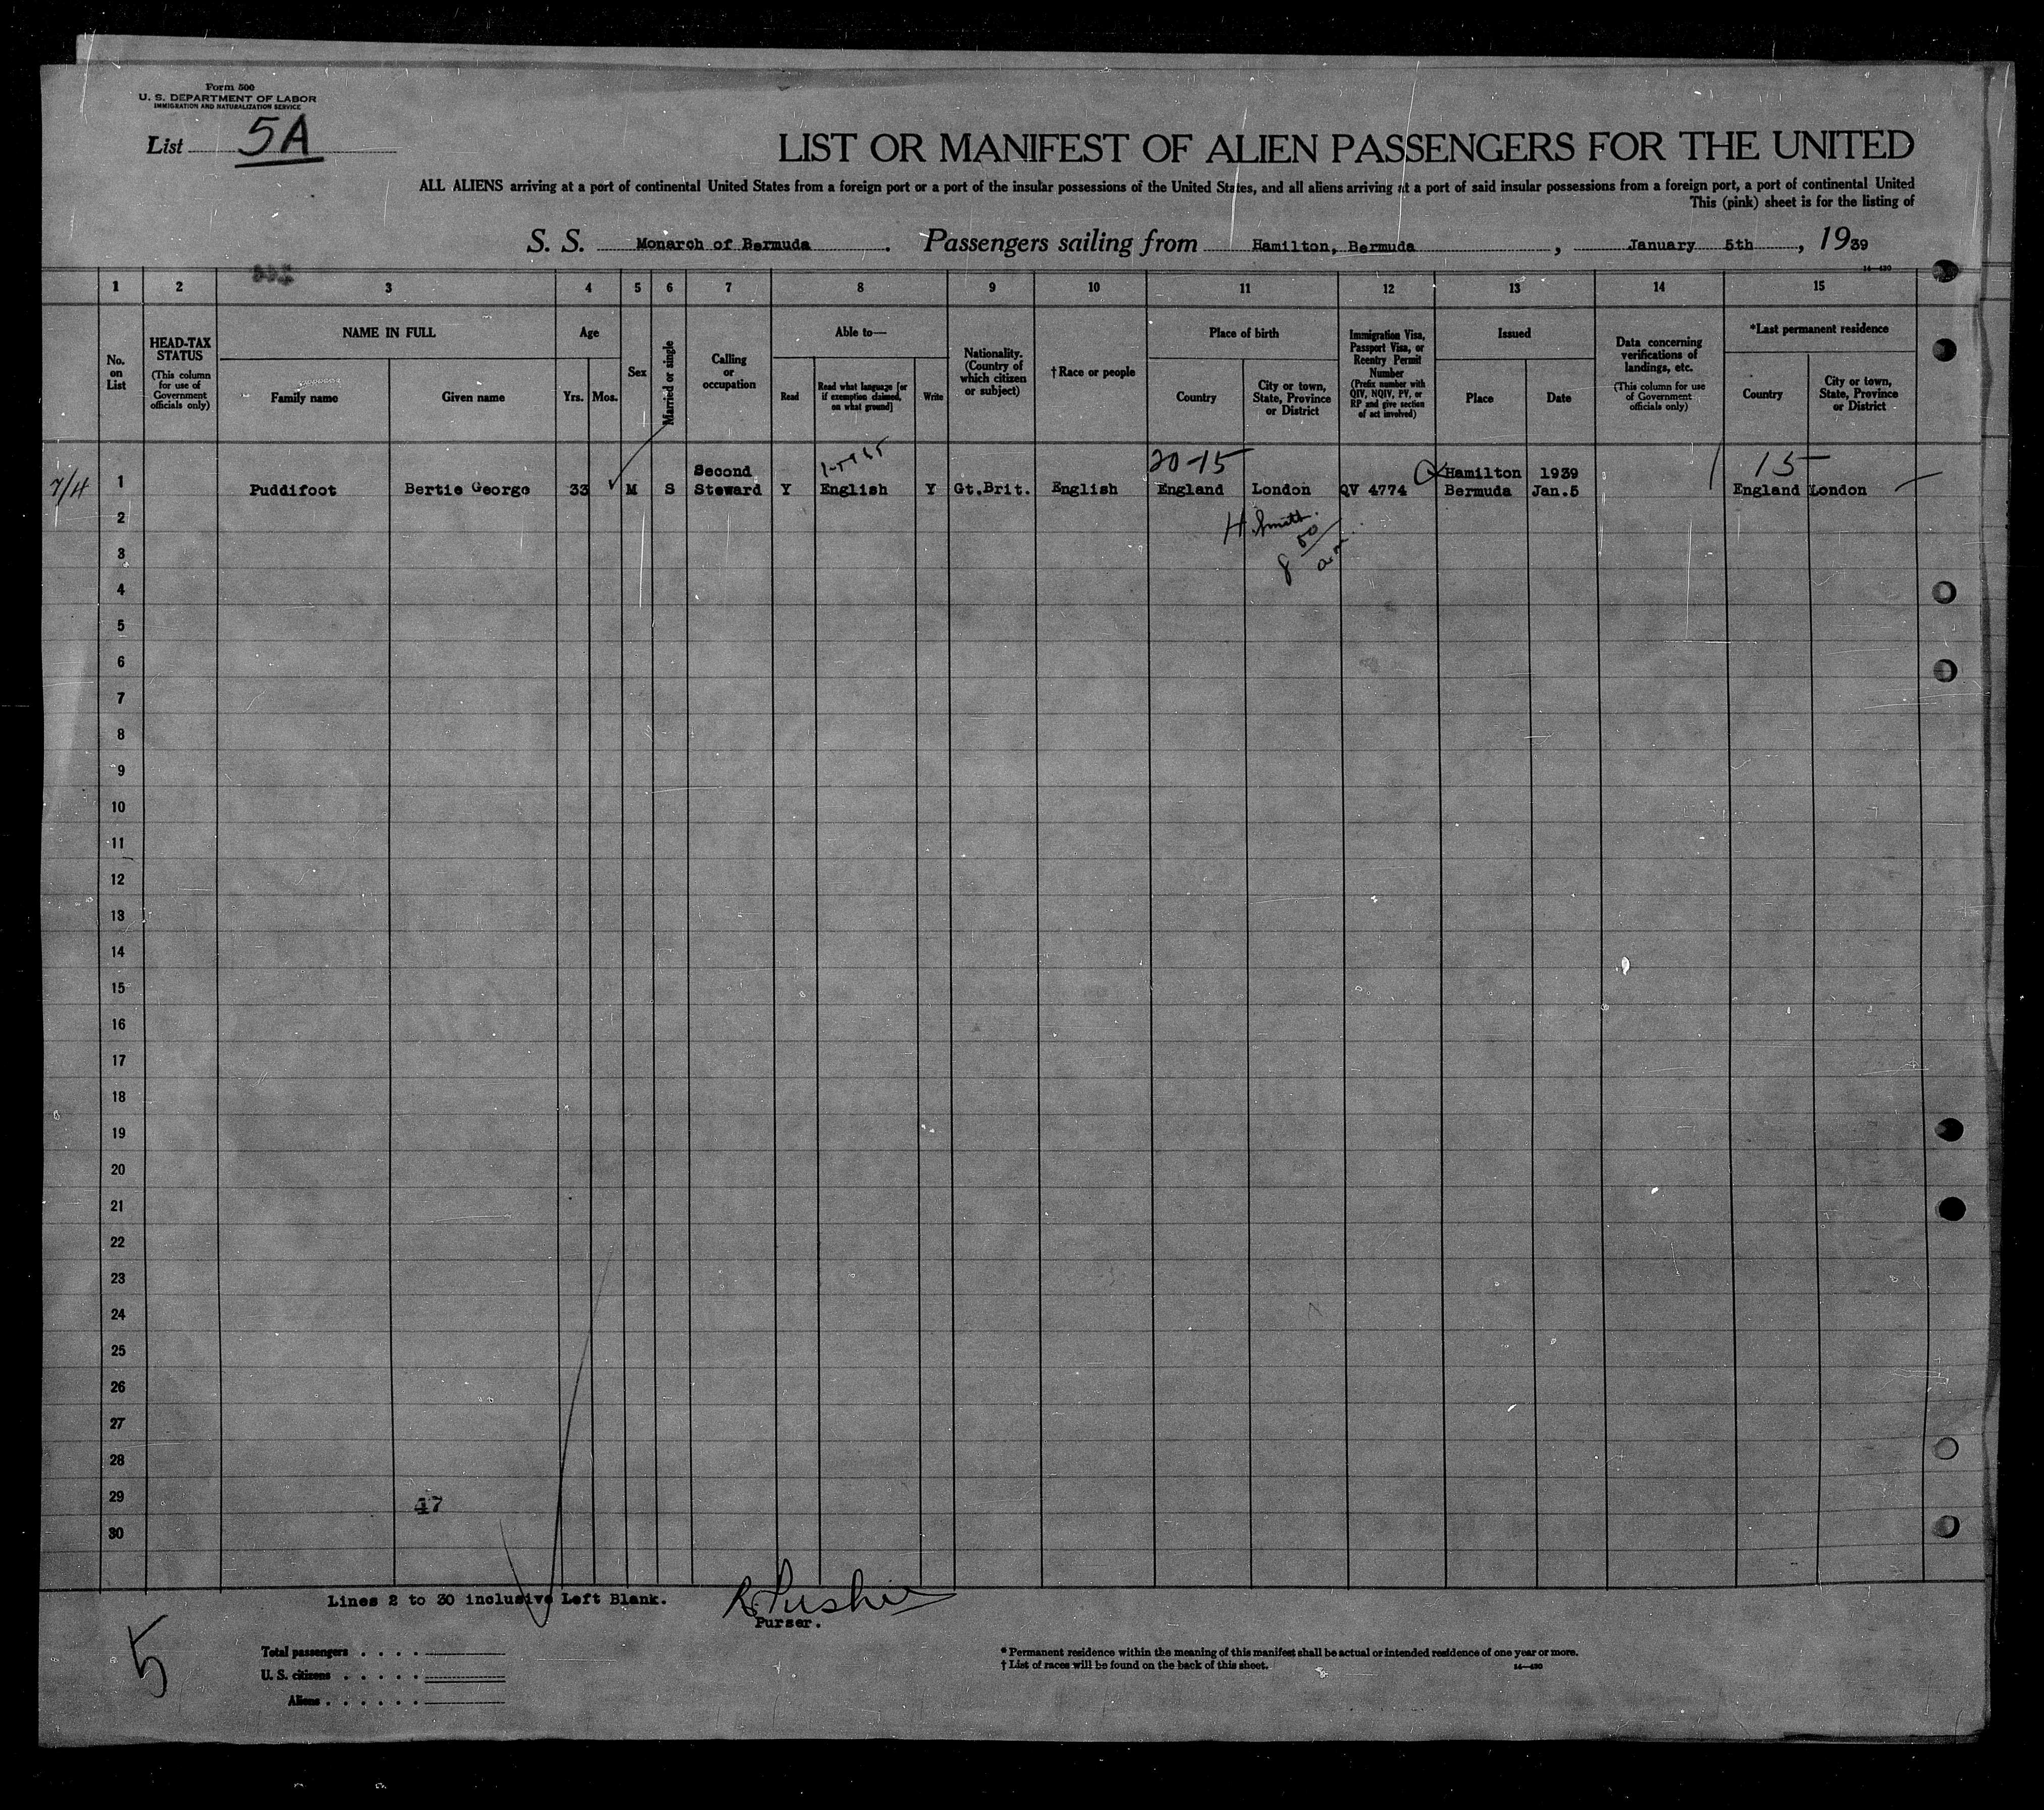 Form 500
U. S. DEPARTMENT OF LABOR
IMMIGRATION AND NATURALIZATION SERVICE
List 5A
LIST OR MANIFEST OF ALIEN PASSENGERS FOR THE UNITED
ALL ALIENS arriving at a port of continental United States from a foreign port or a port of the insular possessions of the United States, and all aliens arriving at a port of said insular possessions from a foreign port, a port of continental United
This (pink) sheet is for the listing of
S. S. Monarch of Bermuda. Passengers sailing from Hamilton, Bermuda, January 5th, 1939
14—430
1 2 3 4 5 6 7 8 9 10 11 12 13 14 15
No. on List
HEAD-TAX STATUS
(This column for use of Government officials only)
NAME IN FULL
Family name
Given name
Age
Yrs. Mos.
Sex
Married or single
Calling or occupation
Able to—
Read
Read what language [or if exemption claimed, on what ground]
Write
Nationality. (Country of which citizen or subject)
†Race or people
Place of birth
Country
City or town, State, Province or District
Immigration Visa, Passport Visa, or Reentry Permit Number
(Prefix number with QIV, NQIV, PV, or RP and give section of act involved)
Issued
Place
Date
Data concerning verifications of landings, etc.
(This column for use of Government officials only)
*Last permanent residence
Country
City or town, State, Province or District
20-15 15
Second Hamilton 1939
7/4 1 Puddifoot Bertie George 33 M S Steward Y English Y Gt.Brit. English England London QV 4774 Bermuda Jan.5 England London
2 H. Smith
3
4
5
6
7
8
9
10
11
12
13
14
15
16
17
18
19
20
21
22
23
24
25
26
27
28
29
47
30
Lines 2 to 30 inclusive Left Blank.
Purser.
5
Total passengers
U. S. citizens
Aliens
* Permanent residence within the meaning of this manifest shall be actual or intended residence of one year or more.
† List of races will be found on the back of this sheet.
14—430